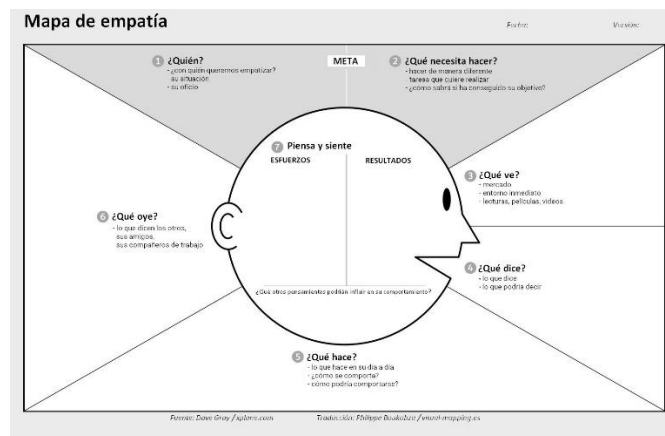 Mapa de empatía
Fecha:
Versión:
1 ¿Quién?
- ¿con quién queremos empatizar?
su situación
- su oficio
META
2 ¿Qué necesita hacer?
- hacer de manera diferente
tareas que quiere realizar
- ¿cómo sabrá si ha conseguido su objetivo?
7 Piensa y siente
ESFUERZOS
RESULTADOS
3 ¿Qué ve?
- mercado
- entorno inmediato
- lecturas, películas, videos
6 ¿Qué oye?
- lo que dicen los otros,
sus amigos,
sus compañeros de trabajo
4 ¿Qué dice?
- lo que dice
- lo que podría decir
¿Qué otros pensamientos podrían influir en su comportamiento?
5 ¿Qué hace?
- lo que hace en su día a día
- ¿cómo se comporta?
- cómo podría comportarse?
Fuente: Dave Gray / xplane.com
Traducción: Philippe Boukobza / visual-mapping.es